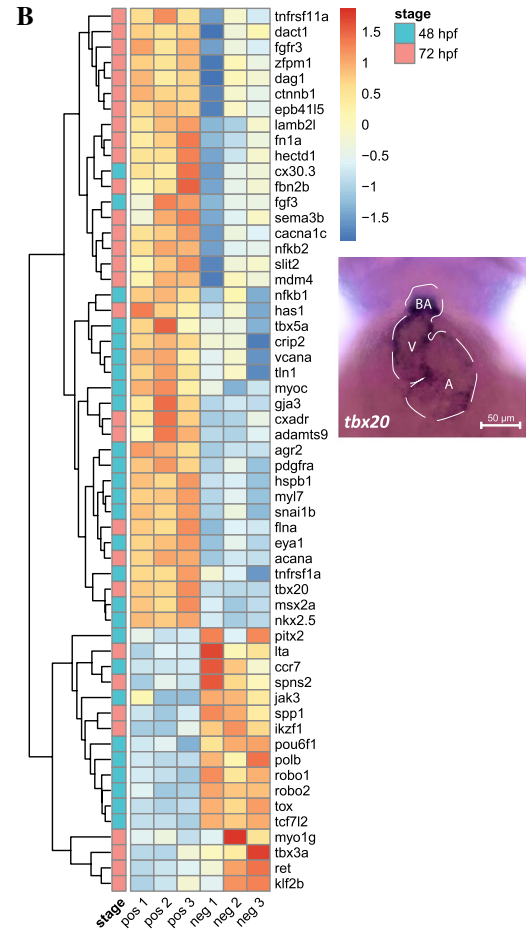 B
tnfrsf11a
dact1
fgfr3
zfpm1
dag1
ctnnb1
epb41l5
lamb2l
fn1a
hectd1
cx30.3
fbn2b
fgf3
sema3b
cacna1c
nfkb2
slit2
mdm4
nfkb1
has1
tbx5a
crip2
vcana
tln1
myoc
gja3
cxadr
adamts9
agr2
pdgfra
hspb1
myl7
snai1b
flna
eya1
acana
tnfrsf1a
tbx20
msx2a
nkx2.5
pitx2
lta
ccr7
spns2
jak3
spp1
ikzf1
pou6f1
polb
robo1
robo2
tox
tcf7l2
myo1g
tbx3a
ret
klf2b
stage
pos 1
pos 2
pos 3
neg 1
neg 2
neg 3
1.5
1
0.5
0
−0.5
−1
−1.5
stage
48 hpf
72 hpf
BA
V
A
tbx20
50 µm